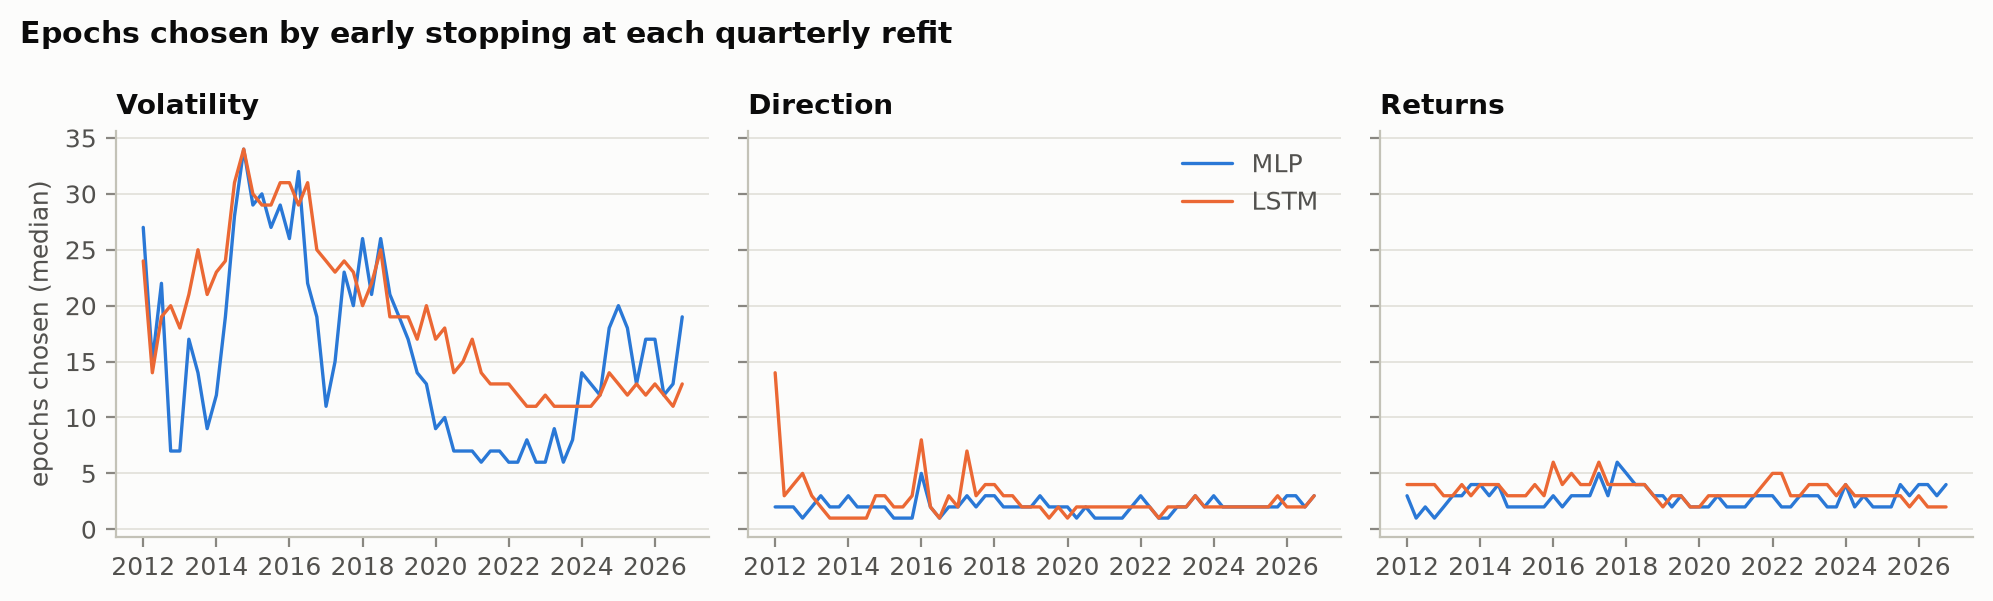 Epochs chosen by early stopping at each quarterly refit
Volatility
Direction
Returns
epochs chosen (median)
35
30
25
20
15
10
5
0
MLP
LSTM
2012 2014 2016 2018 2020 2022 2024 2026
2012 2014 2016 2018 2020 2022 2024 2026
2012 2014 2016 2018 2020 2022 2024 2026